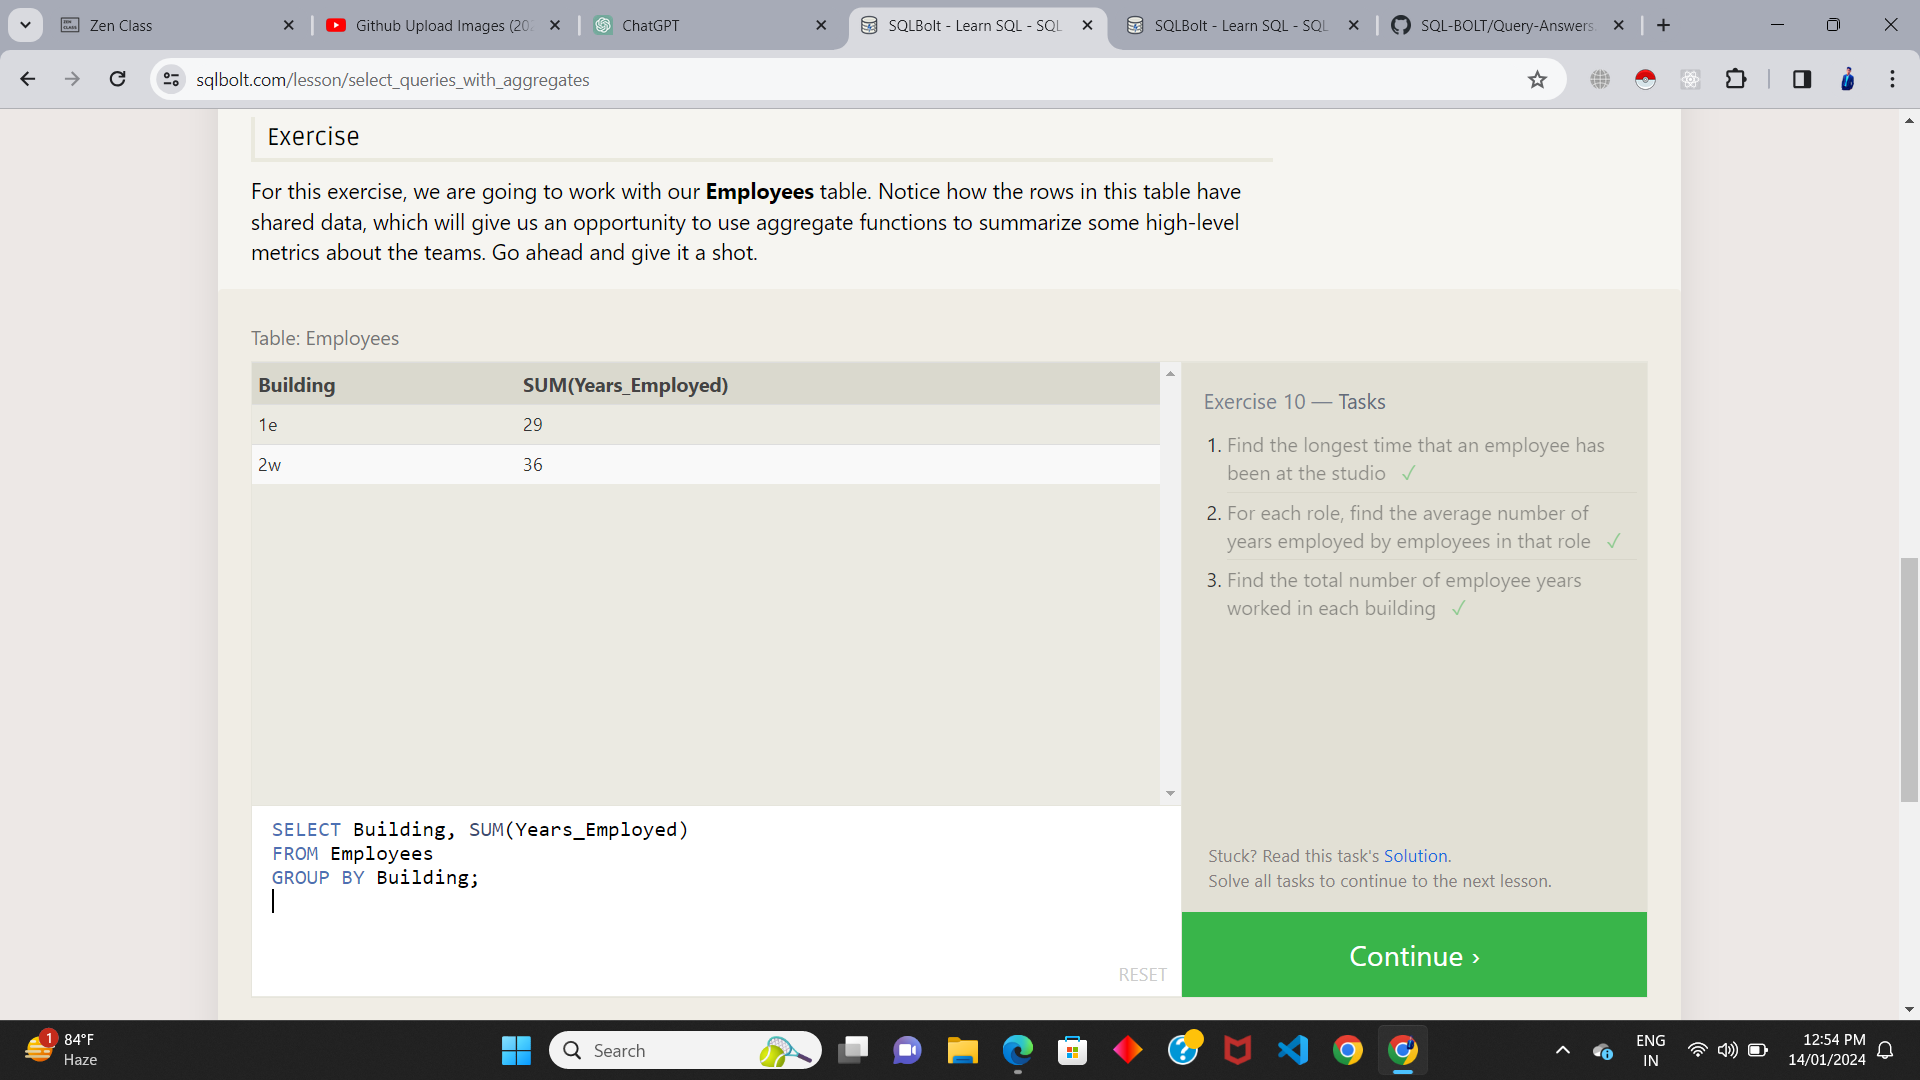 Zen Class
Github Upload Images (20
ChatGPT
SQLBolt - Learn SQL - SQL
SQLBolt - Learn SQL - SQL
SQL-BOLT/Query-Answers.
sqlbolt.com/lesson/select_queries_with_aggregates
Exercise
For this exercise, we are going to work with our Employees table. Notice how the rows in this table have
shared data, which will give us an opportunity to use aggregate functions to summarize some high-level
metrics about the teams. Go ahead and give it a shot.
Table: Employees
Building SUM(Years_Employed)
1e 29
2w 36
Exercise 10 — Tasks
1. Find the longest time that an employee has
been at the studio ✓
2. For each role, find the average number of
years employed by employees in that role ✓
3. Find the total number of employee years
worked in each building ✓
SELECT Building, SUM(Years_Employed)
FROM Employees
GROUP BY Building;
RESET
Stuck? Read this task's Solution.
Solve all tasks to continue to the next lesson.
Continue ›
1
84°F
Haze
Search
ENG
IN
12:54 PM
14/01/2024